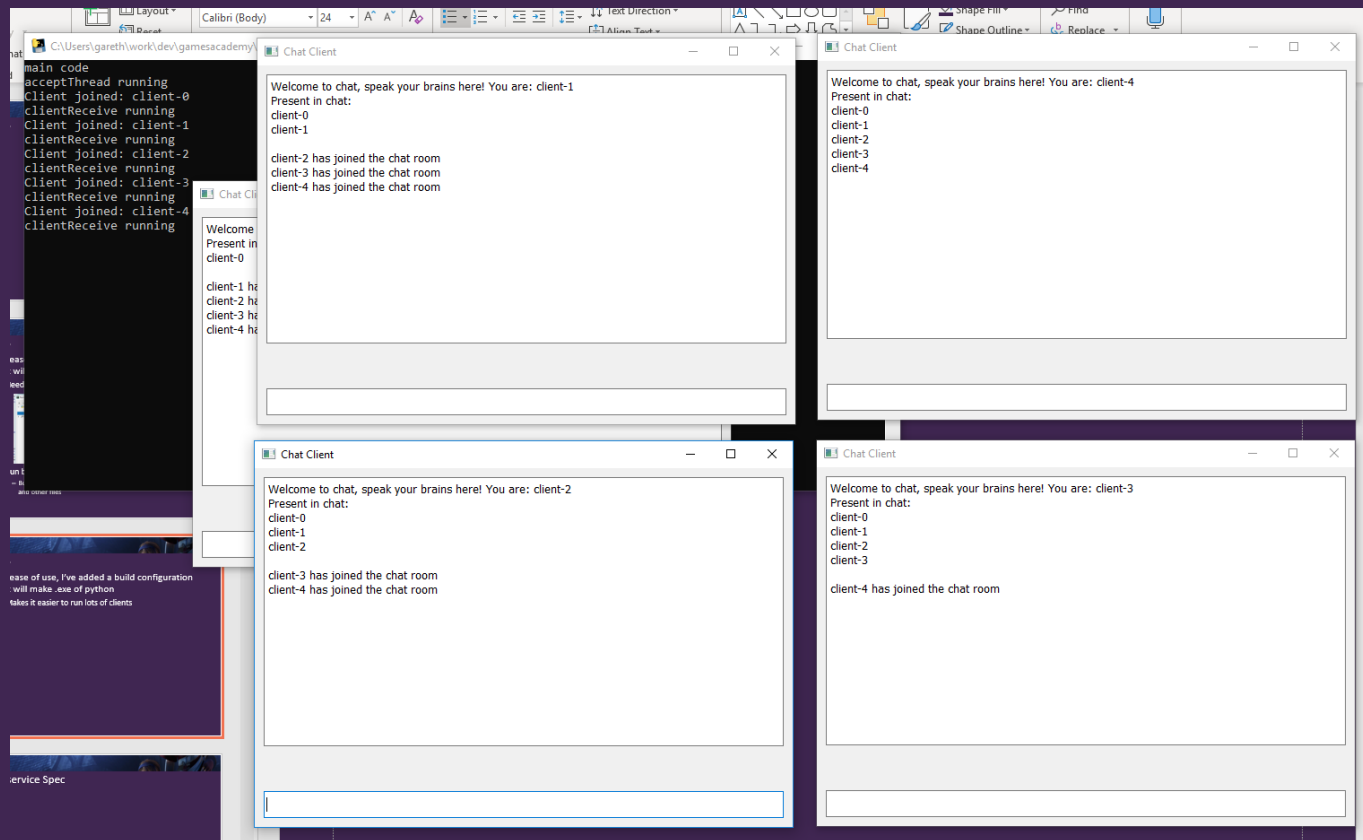 Layout
Calibri (Body)
24
Text Direction
Shape Fill
Find
Reset
Align Text
Shape Outline
Replace
C:\Users\gareth\work\dev\gamesacademy\
main code
acceptThread running
Client joined: client-0
clientReceive running
Client joined: client-1
clientReceive running
Client joined: client-2
clientReceive running
Client joined: client-3
clientReceive running
Client joined: client-4
clientReceive running
Chat Cli
Welcome
Present in
client-0
client-1 ha
client-2 ha
client-3 ha
client-4 ha
Chat Client
Welcome to chat, speak your brains here! You are: client-1
Present in chat:
client-0
client-1
client-2 has joined the chat room
client-3 has joined the chat room
client-4 has joined the chat room
Chat Client
Welcome to chat, speak your brains here! You are: client-4
Present in chat:
client-0
client-1
client-2
client-3
client-4
Chat Client
Welcome to chat, speak your brains here! You are: client-2
Present in chat:
client-0
client-1
client-2
client-3 has joined the chat room
client-4 has joined the chat room
Chat Client
Welcome to chat, speak your brains here! You are: client-3
Present in chat:
client-0
client-1
client-2
client-3
client-4 has joined the chat room
and other files
ease of use, I've added a build configuration
will make .exe of python
Makes it easier to run lots of clients
service Spec